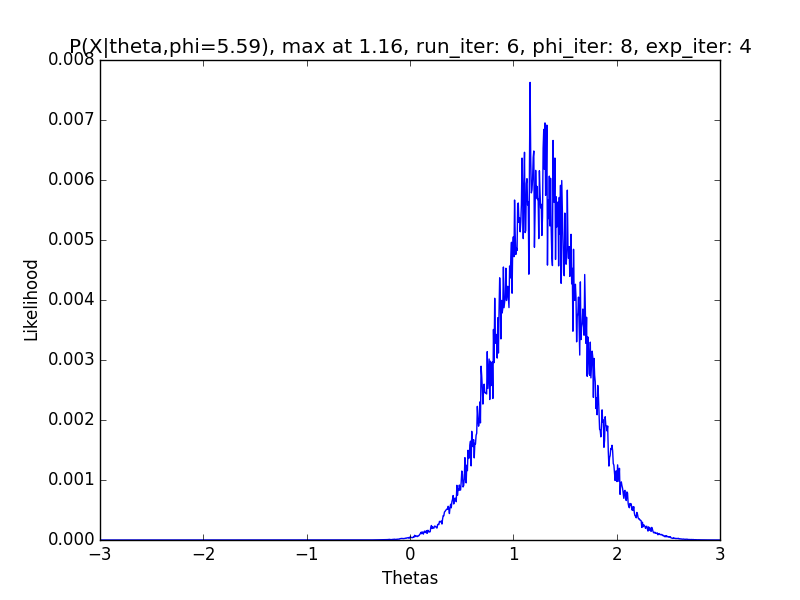 P(X|theta,phi=5.59), max at 1.16, run_iter: 6, phi_iter: 8, exp_iter: 4
0.008
0.007
0.006
0.005
0.004
0.003
0.002
0.001
0.000
Likelihood
−3 −2 −1 0 1 2 3
Thetas